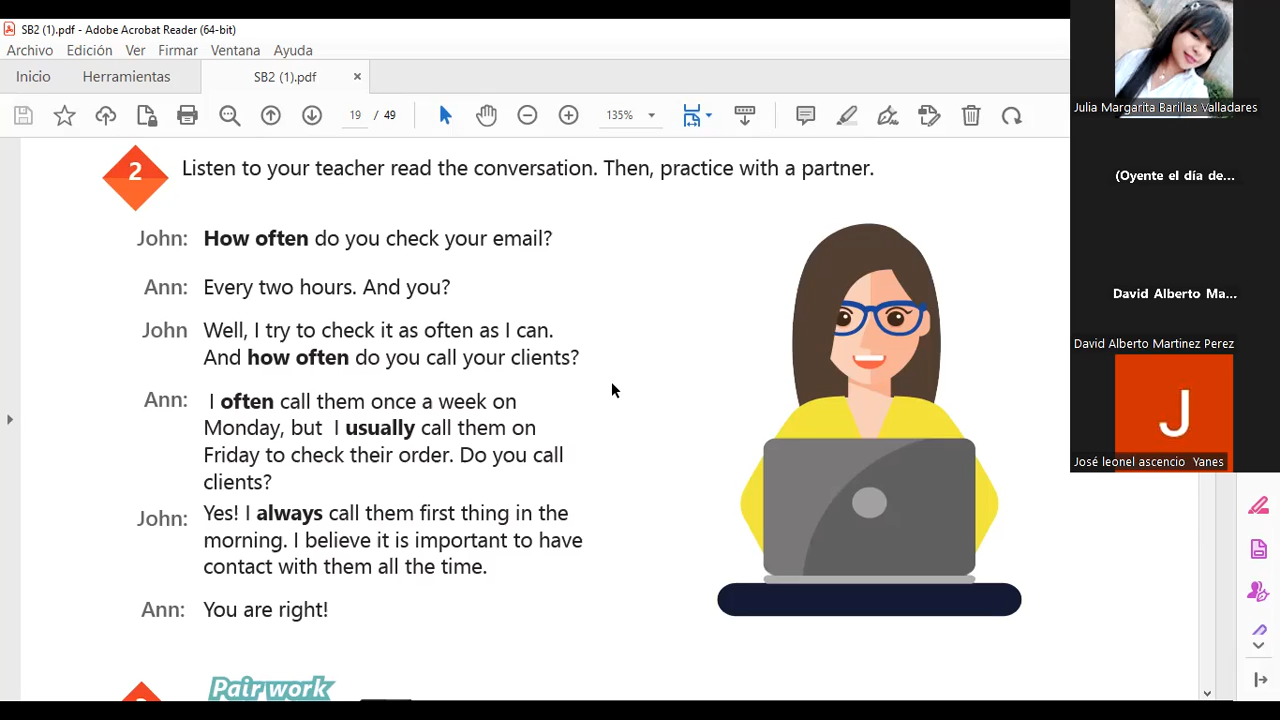 SB2 (1).pdf - Adobe Acrobat Reader (64-bit)
Archivo Edición Ver Firmar Ventana Ayuda
Inicio Herramientas SB2 (1).pdf ×
19 / 49 135%
2 Listen to your teacher read the conversation. Then, practice with a partner.
John: How often do you check your email?
Ann: Every two hours. And you?
John Well, I try to check it as often as I can.
And how often do you call your clients?
Ann: I often call them once a week on
Monday, but I usually call them on
Friday to check their order. Do you call
clients?
John: Yes! I always call them first thing in the
morning. I believe it is important to have
contact with them all the time.
Ann: You are right!
Pair work
Julia Margarita Barillas Valladares
(Oyente el día de...
David Alberto Ma...
David Alberto Martinez Perez
J
José leonel ascencio Yanes